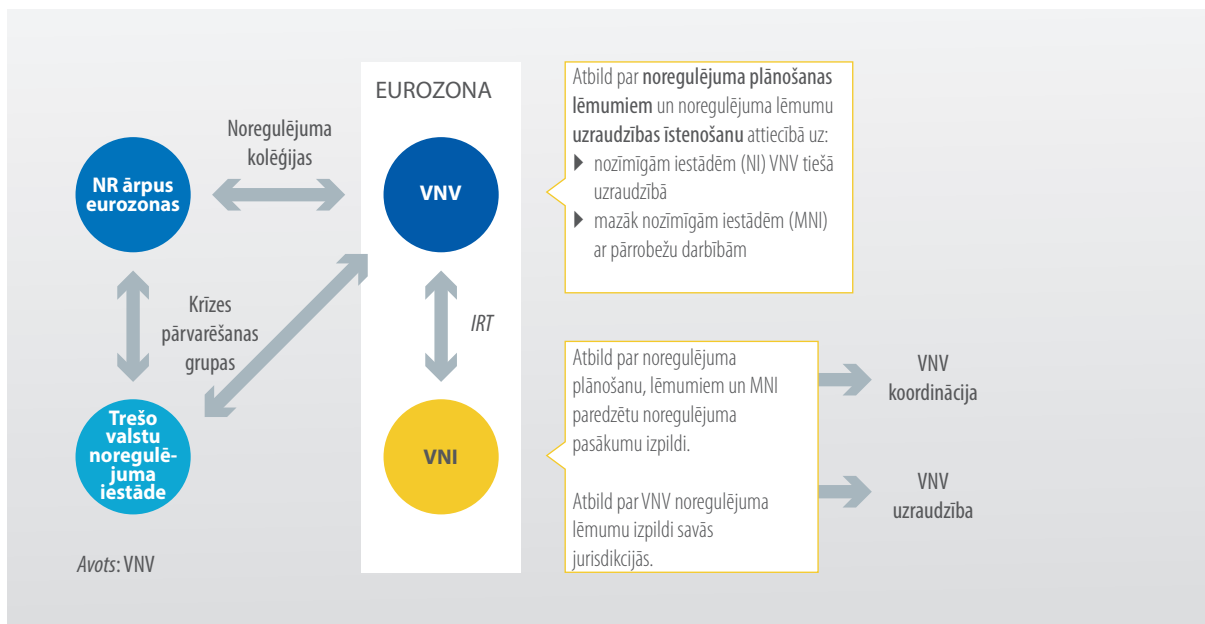 EUROZONA
Noregulējuma
kolēģijas
NR ārpus
eurozonas
VNV
Atbild par noregulējuma plānošanas
lēmumiem un noregulējuma lēmumu
uzraudzības īstenošanu attiecībā uz:
nozīmīgām iestādēm (NI) VNV tiešā
uzraudzībā
mazāk nozīmīgām iestādēm (MNI)
ar pārrobežu darbībām
Krīzes
pārvarēšanas
grupas
IRT
Trešo
valstu
noregulē-
juma
iestāde
VNI
Atbild par noregulējuma
plānošanu, lēmumiem un MNI
paredzētu noregulējuma
pasākumu izpildi.
Atbild par VNV noregulējuma
lēmumu izpildi savās
jurisdikcijās.
VNV
koordinācija
VNV
uzraudzība
Avots: VNV